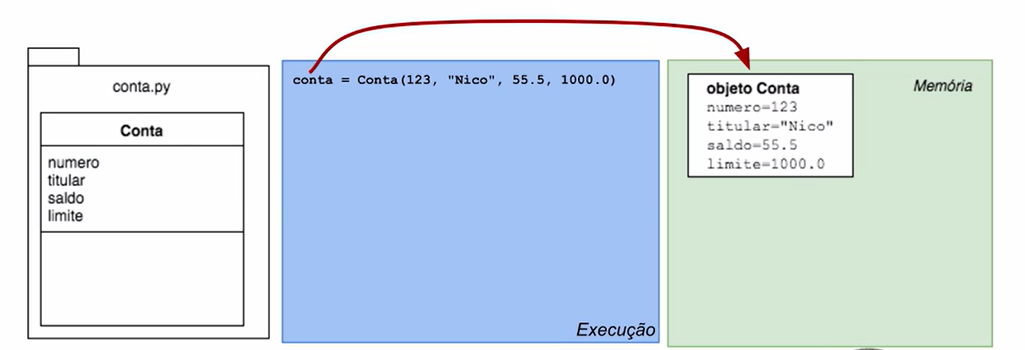 conta.py
Conta
numero
titular
saldo
limite
conta = Conta(123, "Nico", 55.5, 1000.0)
Execução
Memória
objeto Conta
numero=123
titular="Nico"
saldo=55.5
limite=1000.0